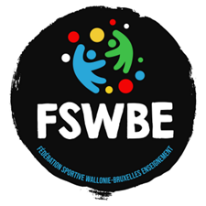 FSWBE
FÉDÉRATION SPORTIVE WALLONIE-BRUXELLES ENSEIGNEMENT